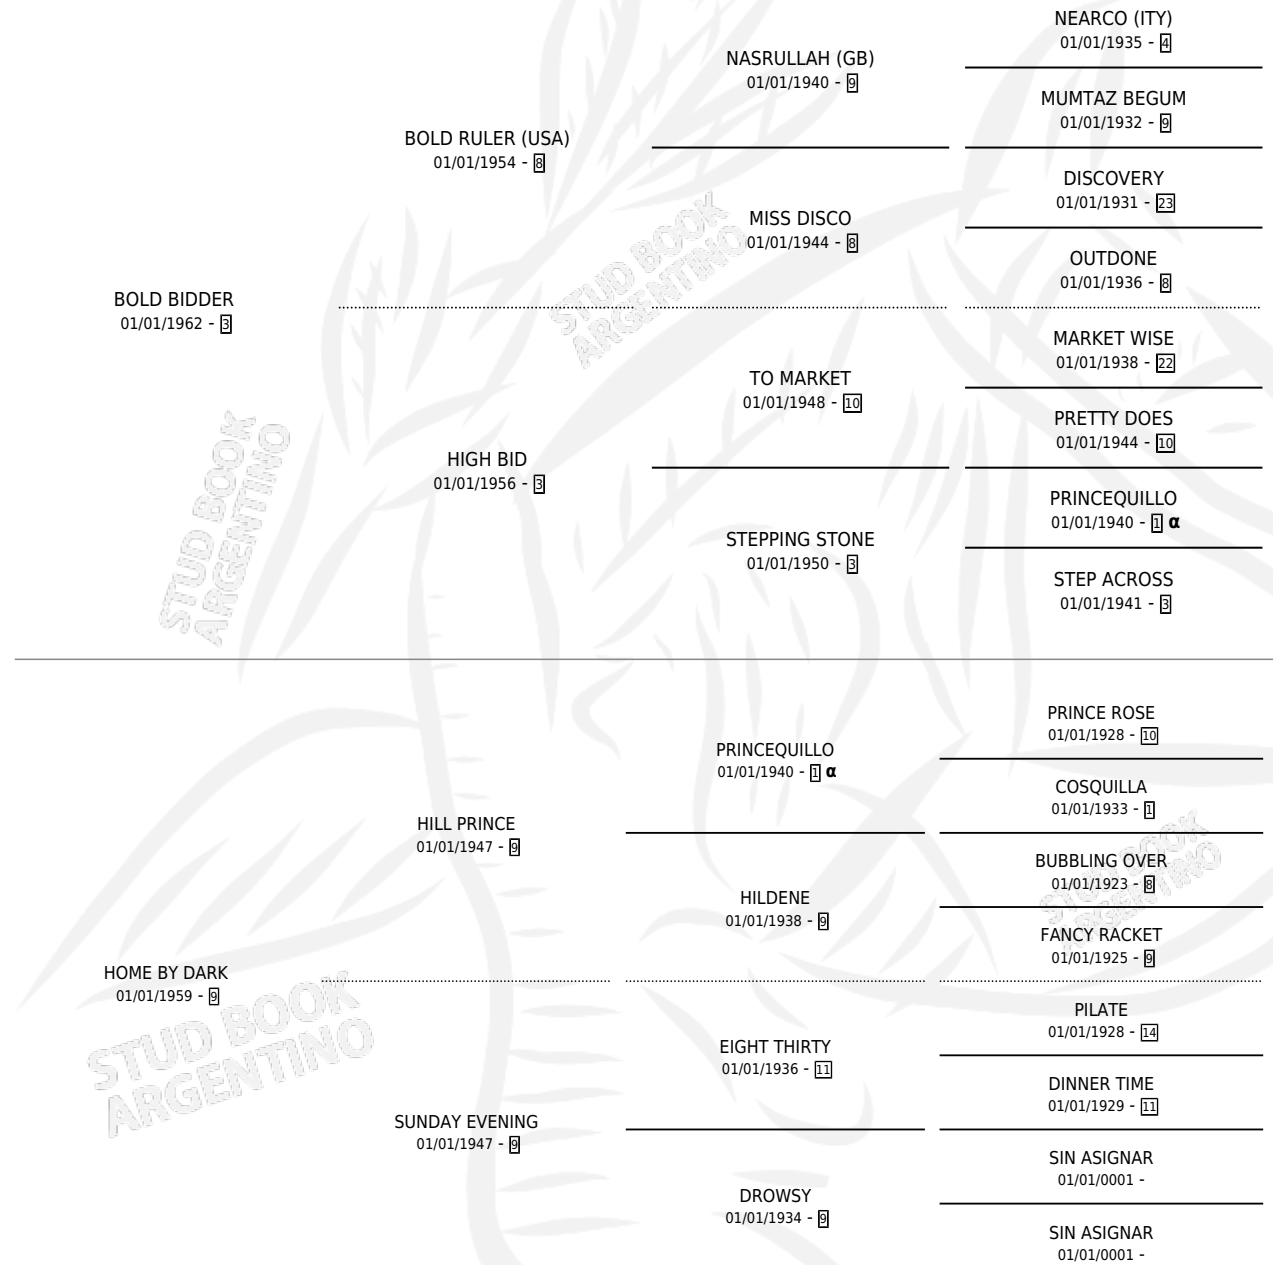 NEARCO (ITY)
01/01/1935 - 4
NASRULLAH (GB)
01/01/1940 - 9
MUMTAZ BEGUM
01/01/1932 - 9
BOLD RULER (USA)
01/01/1954 - 8
DISCOVERY
01/01/1931 - 23
MISS DISCO
01/01/1944 - 8
OUTDONE
01/01/1936 - 8
BOLD BIDDER
01/01/1962 - 3
MARKET WISE
01/01/1938 - 22
TO MARKET
01/01/1948 - 10
PRETTY DOES
01/01/1944 - 10
HIGH BID
01/01/1956 - 3
PRINCEQUILLO
01/01/1940 - 1 α
STEPPING STONE
01/01/1950 - 3
STEP ACROSS
01/01/1941 - 3
PRINCE ROSE
01/01/1928 - 10
PRINCEQUILLO
01/01/1940 - 1 α
COSQUILLA
01/01/1933 - 1
HILL PRINCE
01/01/1947 - 9
BUBBLING OVER
01/01/1923 - 8
HILDENE
01/01/1938 - 9
FANCY RACKET
01/01/1925 - 9
HOME BY DARK
01/01/1959 - 9
PILATE
01/01/1928 - 14
EIGHT THIRTY
01/01/1936 - 11
DINNER TIME
01/01/1929 - 11
SUNDAY EVENING
01/01/1947 - 9
SIN ASIGNAR
01/01/0001 -
DROWSY
01/01/1934 - 9
SIN ASIGNAR
01/01/0001 -
STUD BOOK
ARGENTINO
STUD BOOK
ARGENTINO
STUD BOOK
ARGENTINO
STUD BOOK
ARGENTINO